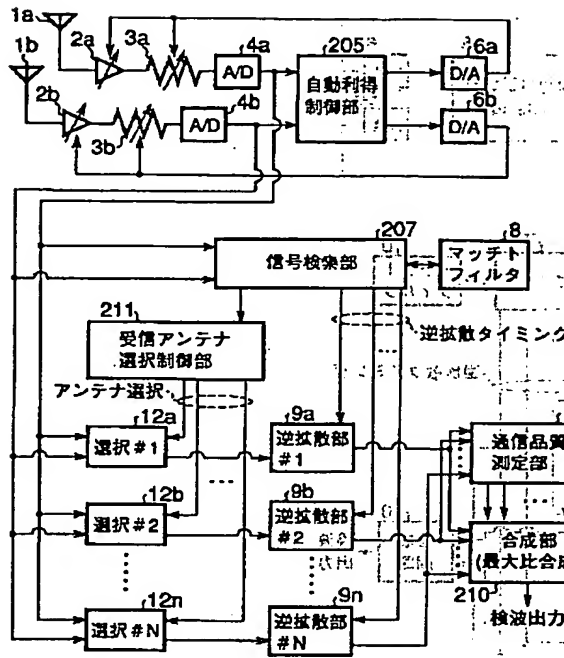 1a
1b
2a
3a
4a
A/D
205
自動利得
制御部
6a
D/A
2b
3b
A/D
4b
6b
D/A
207
信号検索部
8
マッチト
フィルタ
211
受信アンテナ
選択制御部
逆拡散タイミング
アンテナ選択
12a
選択#1
9a
逆拡散部
#1
通信品質
測定部
12b
選択#2
9b
逆拡散部
#2
合成部
(最大比合成
210
検波出力
12n
選択#N
9n
逆拡散部
#N